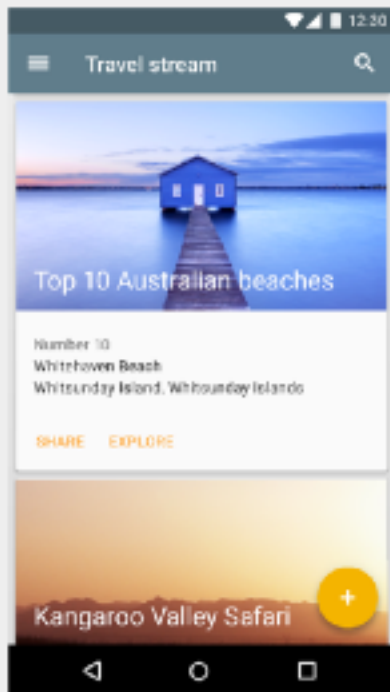 12:30
Travel stream
Top 10 Australian beaches
Number 10
Whitehaven Beach
Whitsunday Island, Whitsunday Islands
SHARE EXPLORE
Kangaroo Valley Safari
+